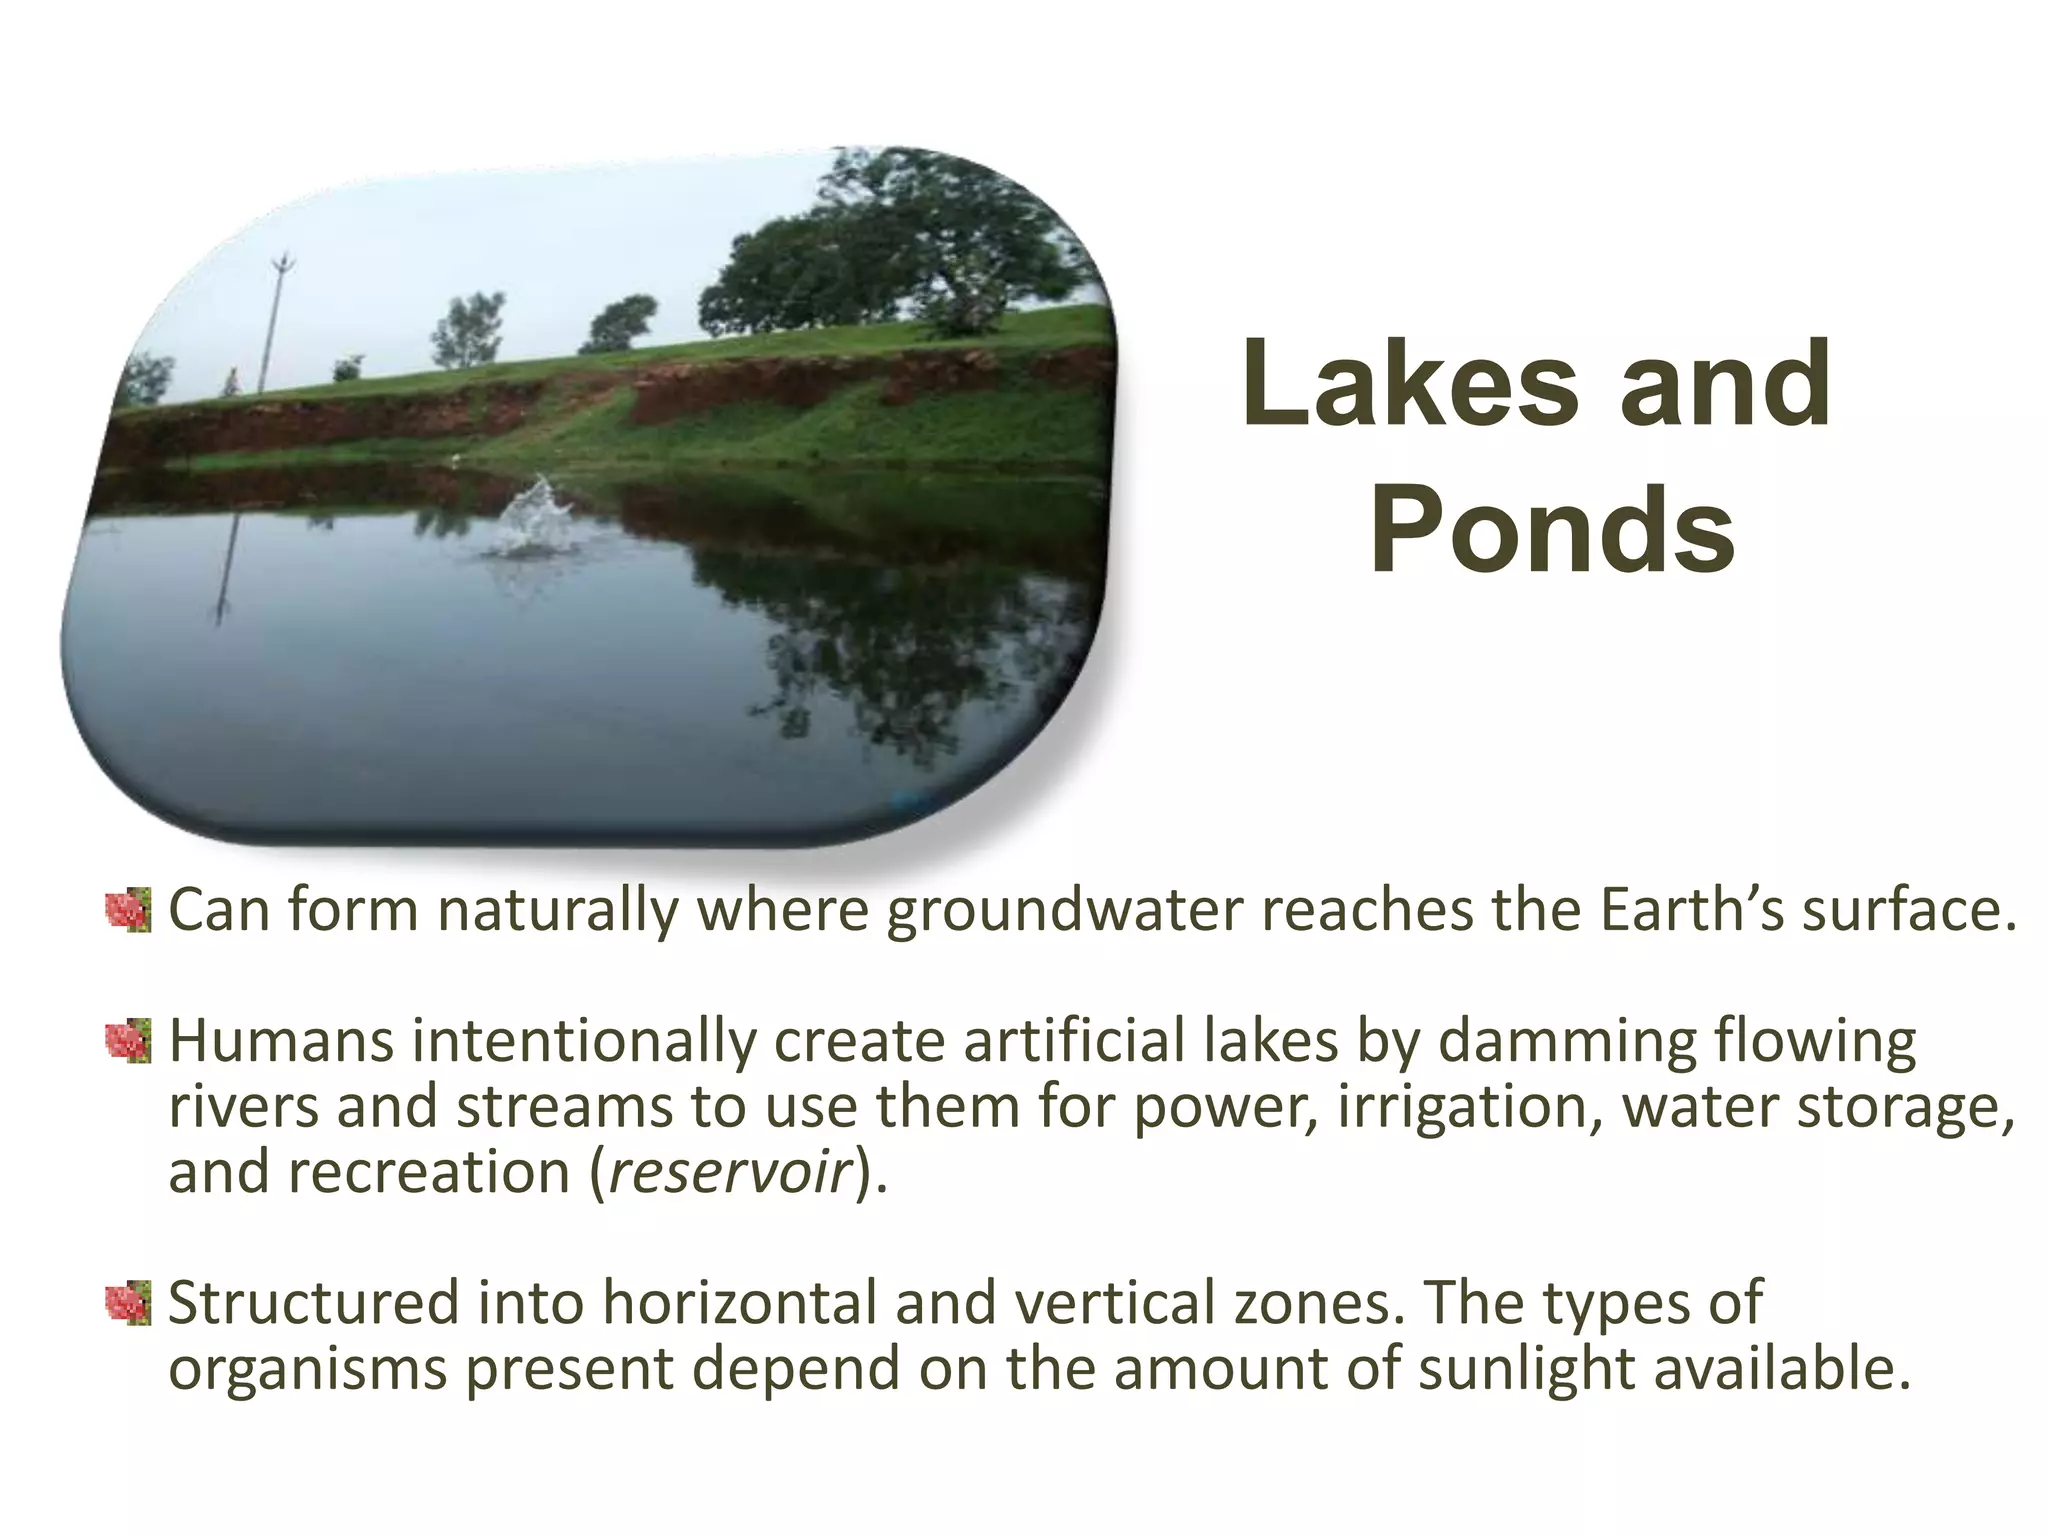 Lakes and
Ponds
Can form naturally where groundwater reaches the Earth’s surface.
Humans intentionally create artificial lakes by damming flowing
rivers and streams to use them for power, irrigation, water storage,
and recreation (reservoir).
Structured into horizontal and vertical zones. The types of
organisms present depend on the amount of sunlight available.